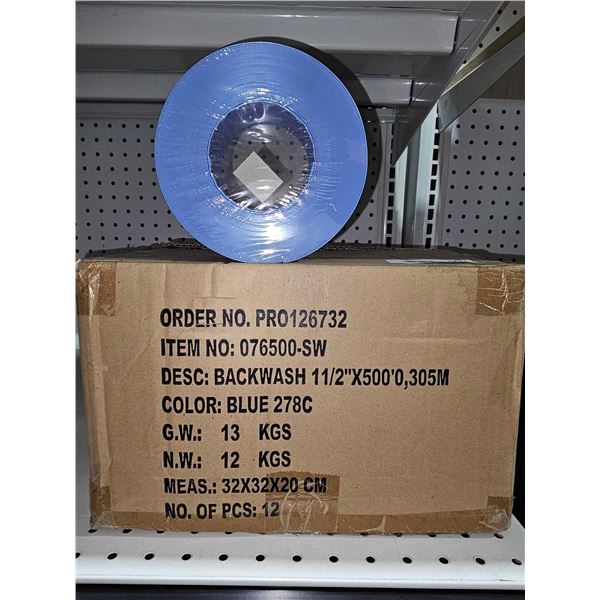 ORDER NO. PRO126732
ITEM NO: 076500-SW
DESC: BACKWASH 11/2"X500'0,305M
COLOR: BLUE 278C
G.W.: 13 KGS
N.W.: 12 KGS
MEAS.: 32X32X20 CM
NO. OF PCS: 12